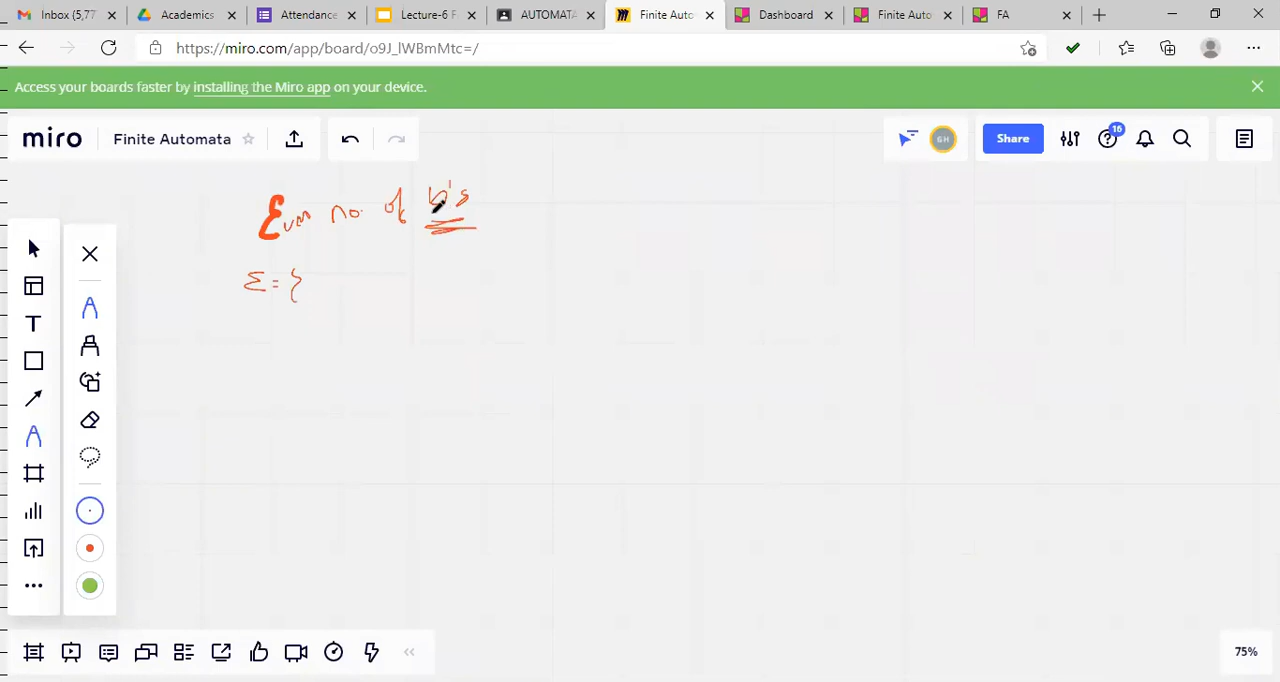 Inbox (5,77
Academics
Attendance
Lecture-6 F
AUTOMATA
Finite Auto
Dashboard
Finite Auto
FA
https://miro.com/app/board/o9J_lWBmMtc=/
Access your boards faster by installing the Miro app on your device.
miro
Finite Automata
GH
Share
16
Even no. of b's
Σ = {
T
75%